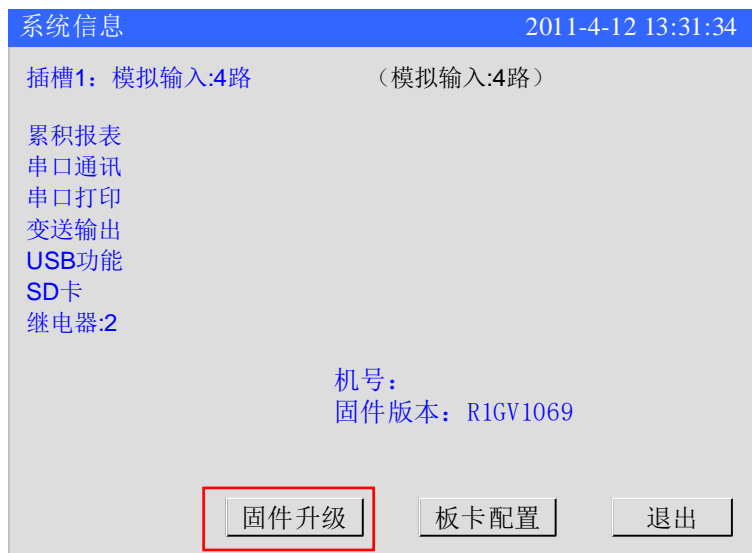 系统信息 2011-4-12 13:31:34
插槽1：模拟输入:4路 （模拟输入:4路）
累积报表
串口通讯
串口打印
变送输出
USB功能
SD卡
继电器:2
机号：
固件版本：R1GV1069
固件升级 板卡配置 退出